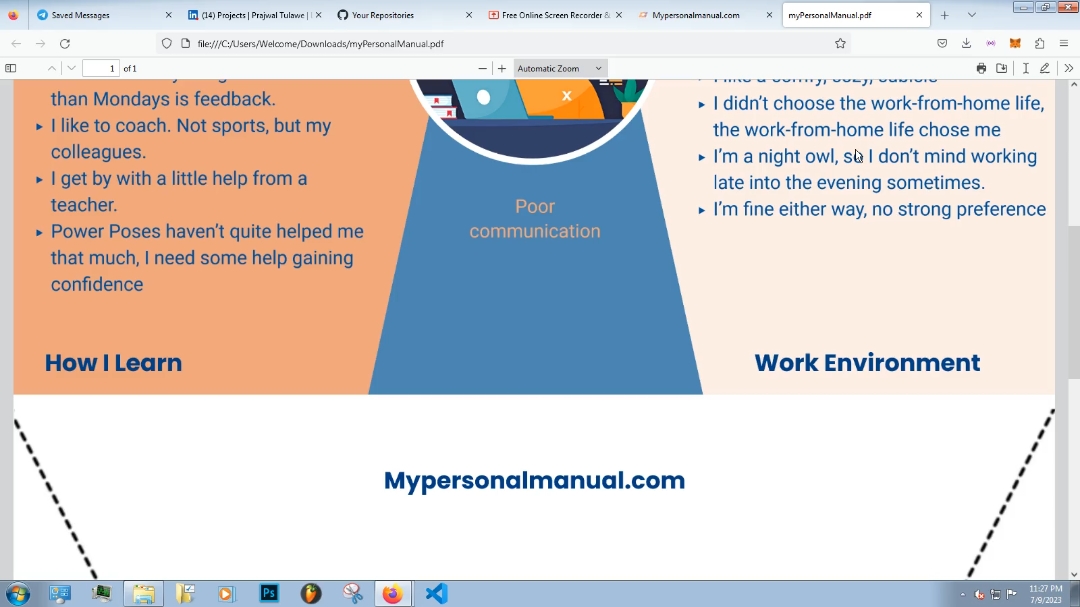 Saved Messages
(14) Projects | Prajwal Tulawe |
Your Repositories
Free Online Screen Recorder &
Mypersonalmanual.com
myPersonalManual.pdf
file:///C:/Users/Welcome/Downloads/myPersonalManual.pdf
1 of 1
Automatic Zoom
than Mondays is feedback.
I like to coach. Not sports, but my
colleagues.
I get by with a little help from a
teacher.
Power Poses haven't quite helped me
that much, I need some help gaining
confidence
How I Learn
Poor
communication
I like a comfy, cozy, cubicle
I didn't choose the work-from-home life,
the work-from-home life chose me
I'm a night owl, so I don't mind working
late into the evening sometimes.
I'm fine either way, no strong preference
Work Environment
Mypersonalmanual.com
Ps
11:27 PM
7/9/2023